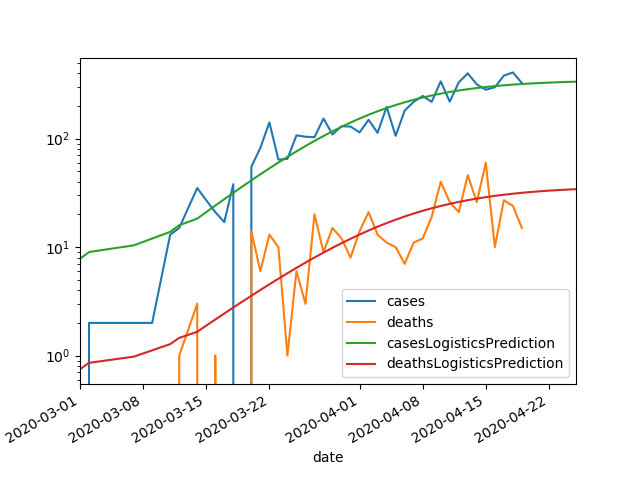 10²
10¹
10⁰
cases
deaths
casesLogisticsPrediction
deathsLogisticsPrediction
2020-03-01
2020-03-08
2020-03-15
2020-03-22
2020-04-01
2020-04-08
2020-04-15
2020-04-22
date